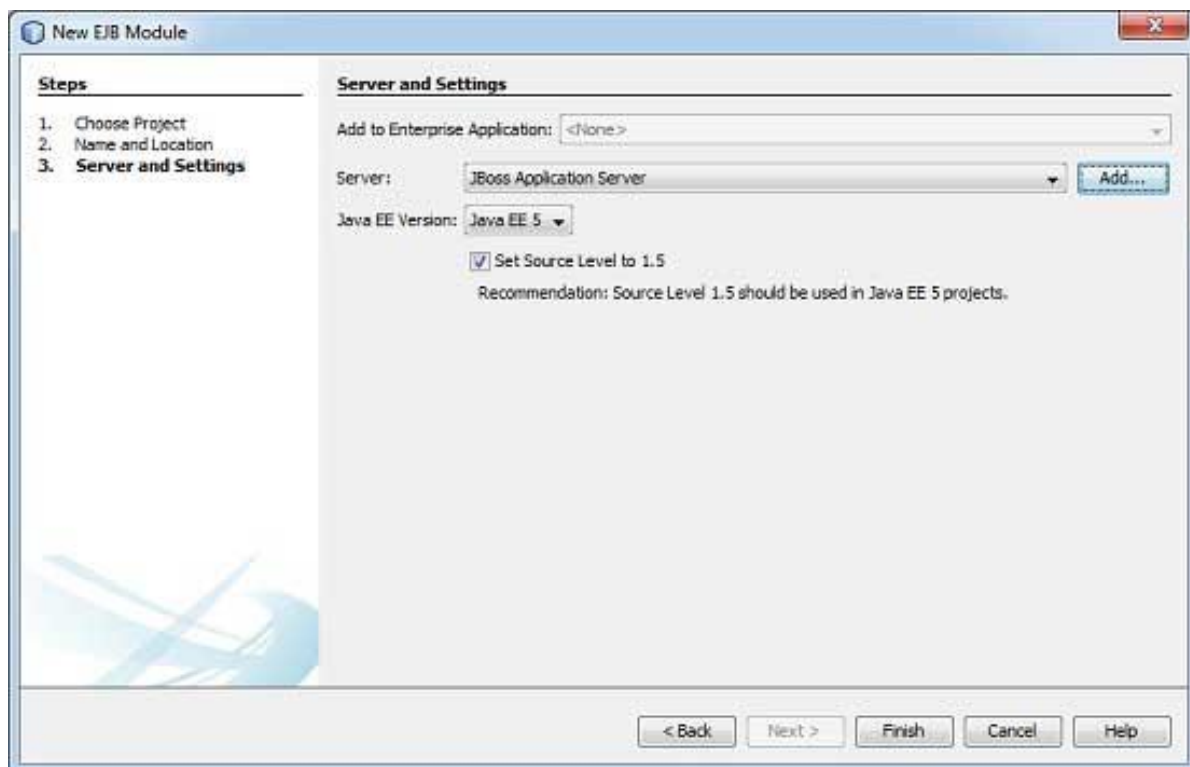 New EJB Module
Steps
1. Choose Project
2. Name and Location
3. Server and Settings
Server and Settings
Add to Enterprise Application: <None>
Server: JBoss Application Server Add...
Java EE Version: Java EE 5
Set Source Level to 1.5
Recommendation: Source Level 1.5 should be used in Java EE 5 projects.
< Back Next > Finish Cancel Help